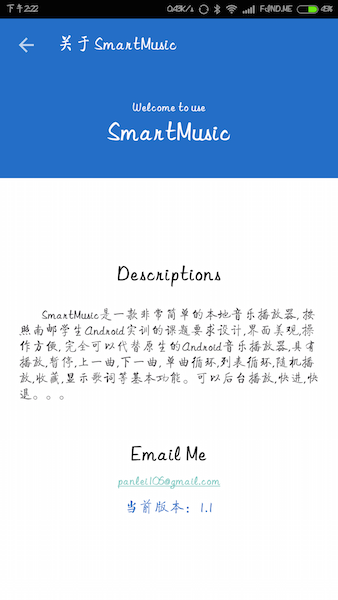 下午2:22 0.43K/s F-FIND.ME 45%
关于SmartMusic
Welcome to use
SmartMusic
Descriptions
SmartMusic是一款非常简单的本地音乐播放器,按
照南邮学生Android实训的课题要求设计,界面美观,操
作方便,完全可以代替原生的Android音乐播放器,具有
播放,暂停,上一曲,下一曲,单曲循环,列表循环,随机播
放,收藏,显示歌词等基本功能。可以后台播放,快进,快
退。。。
Email Me
panlei106@gmail.com
当前版本：1.1